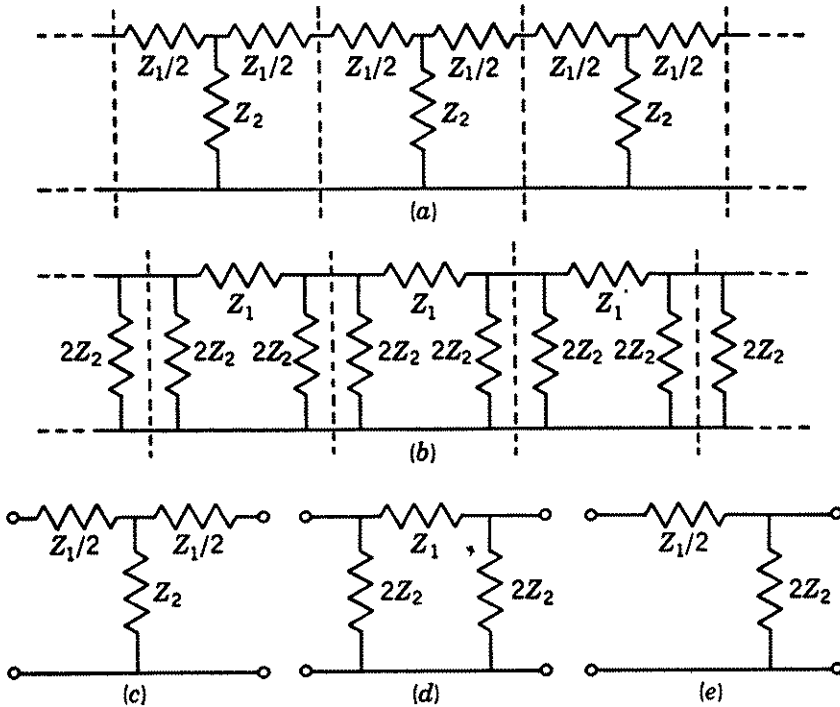 Z₁/2 Z₁/2 Z₁/2 Z₁/2 Z₁/2 Z₁/2
Z₂ Z₂ Z₂
(a)
Z₁ Z₁ Z₁
2Z₂ 2Z₂ 2Z₂ 2Z₂ 2Z₂ 2Z₂ 2Z₂ 2Z₂
(b)
Z₁/2 Z₁/2 Z₁ Z₁/2
Z₂ 2Z₂ 2Z₂ 2Z₂
(c) (d) (e)